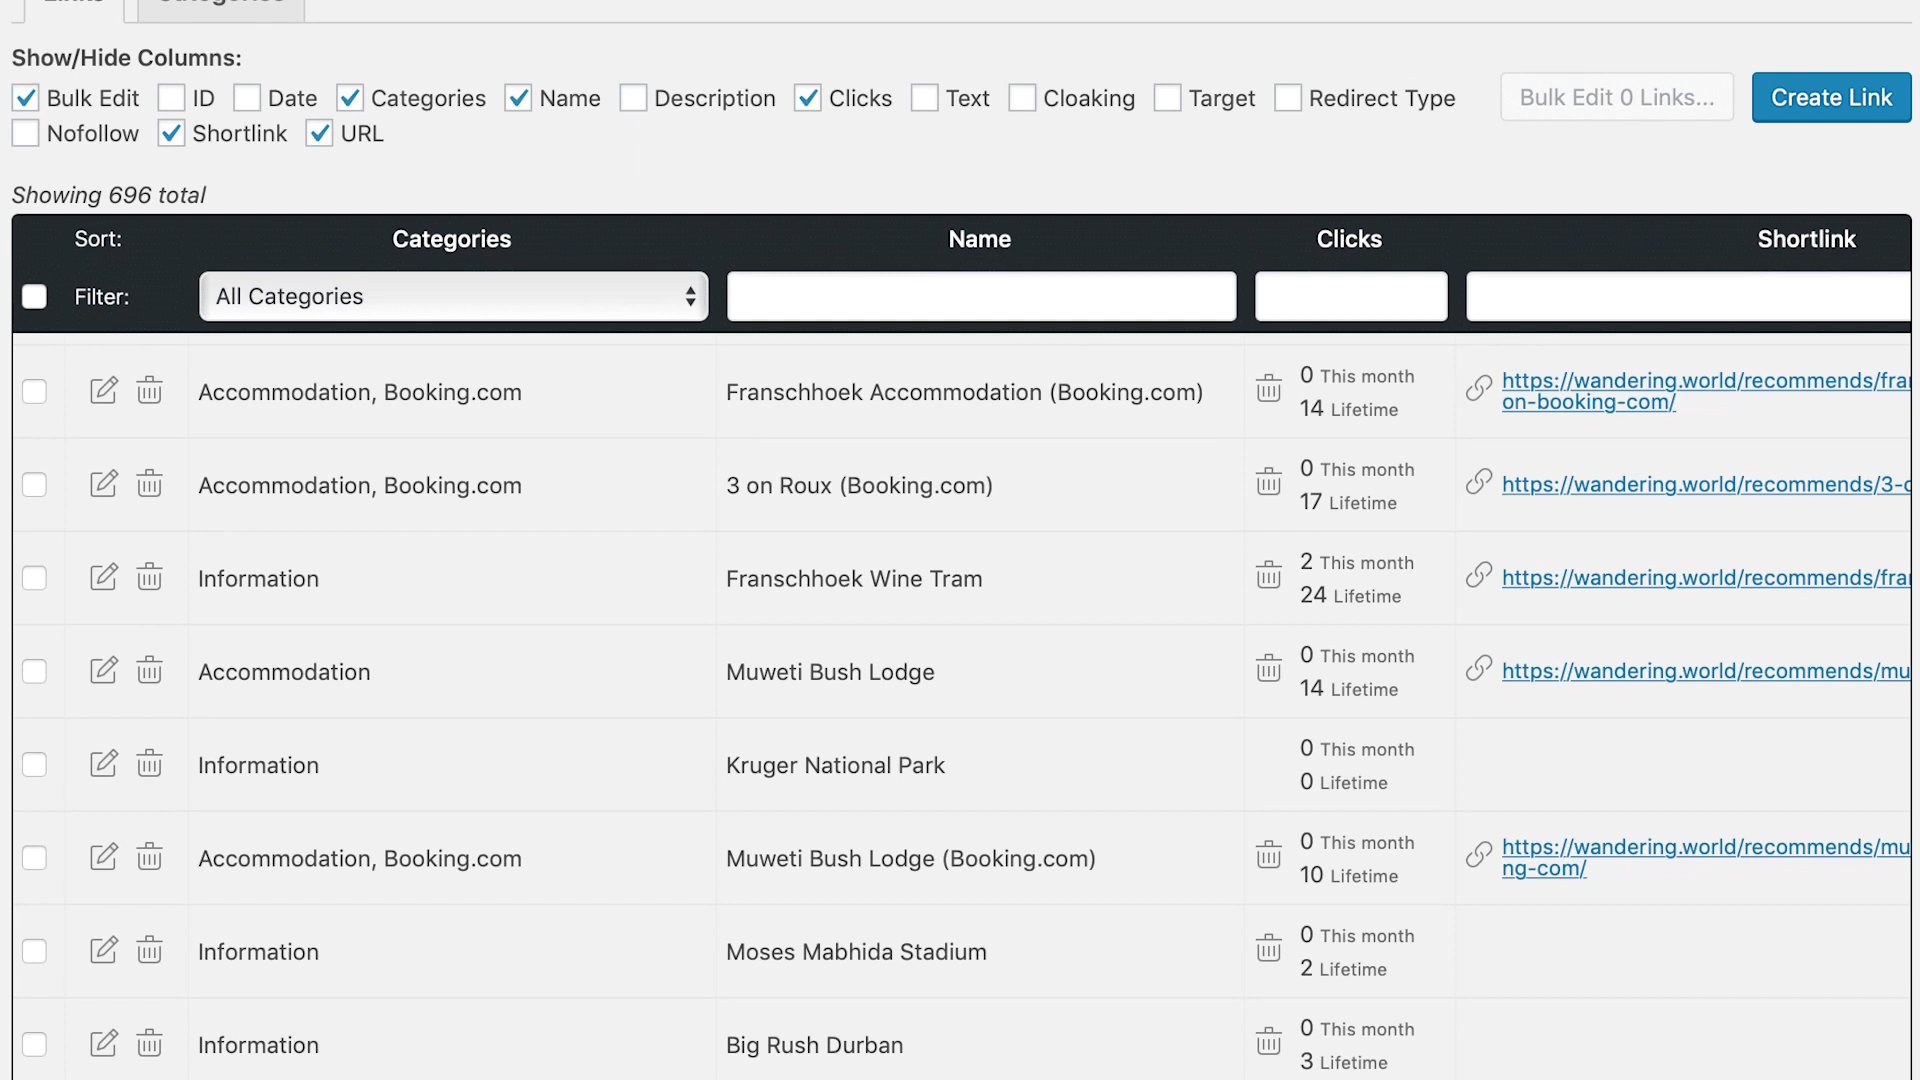 Links Categories
Show/Hide Columns:
Bulk Edit ID Date Categories Name Description Clicks Text Cloaking Target Redirect Type
Nofollow Shortlink URL
Bulk Edit 0 Links...
Create Link
Showing 696 total
Sort: Categories Name Clicks Shortlink
Filter: All Categories
Accommodation, Booking.com Franschhoek Accommodation (Booking.com) 0 This month
14 Lifetime
https://wandering.world/recommends/fra
on-booking-com/
Accommodation, Booking.com 3 on Roux (Booking.com) 0 This month
17 Lifetime
https://wandering.world/recommends/3-
Information Franschhoek Wine Tram 2 This month
24 Lifetime
https://wandering.world/recommends/fra
Accommodation Muweti Bush Lodge 0 This month
14 Lifetime
https://wandering.world/recommends/mu
Information Kruger National Park 0 This month
0 Lifetime
Accommodation, Booking.com Muweti Bush Lodge (Booking.com) 0 This month
10 Lifetime
https://wandering.world/recommends/mu
ng-com/
Information Moses Mabhida Stadium 0 This month
2 Lifetime
Information Big Rush Durban 0 This month
3 Lifetime